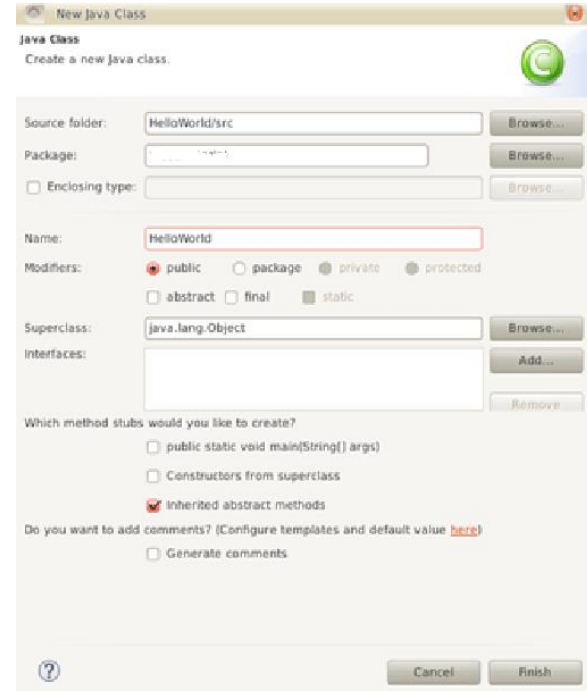 New Java Class
Java Class
Create a new Java class.
Source folder: HelloWorld/src Browse...
Package: Browse...
Enclosing type: Browse...
Name: HelloWorld
Modifiers: public package private protected
abstract final static
Superclass: java.lang.Object Browse...
Interfaces: Add...
Remove
Which method stubs would you like to create?
public static void main(String[] args)
Constructors from superclass
Inherited abstract methods
Do you want to add comments? (Configure templates and default value here)
Generate comments
? Cancel Finish